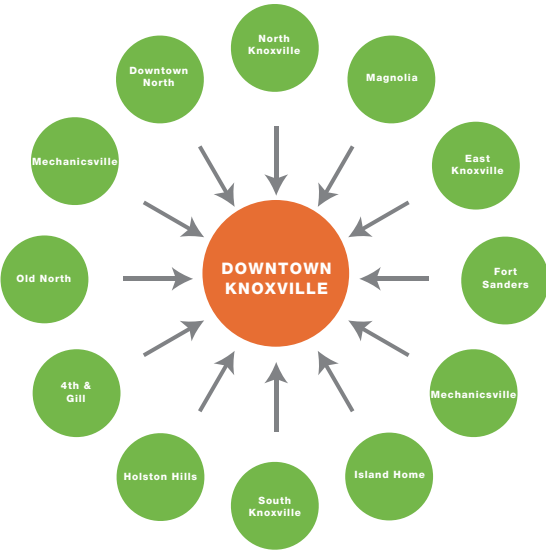 North
Knoxville
Magnolia
East
Knoxville
Fort
Sanders
Mechanicsville
Island Home
South
Knoxville
Holston Hills
4th &
Gill
Old North
Mechanicsville
Downtown
North
DOWNTOWN
KNOXVILLE